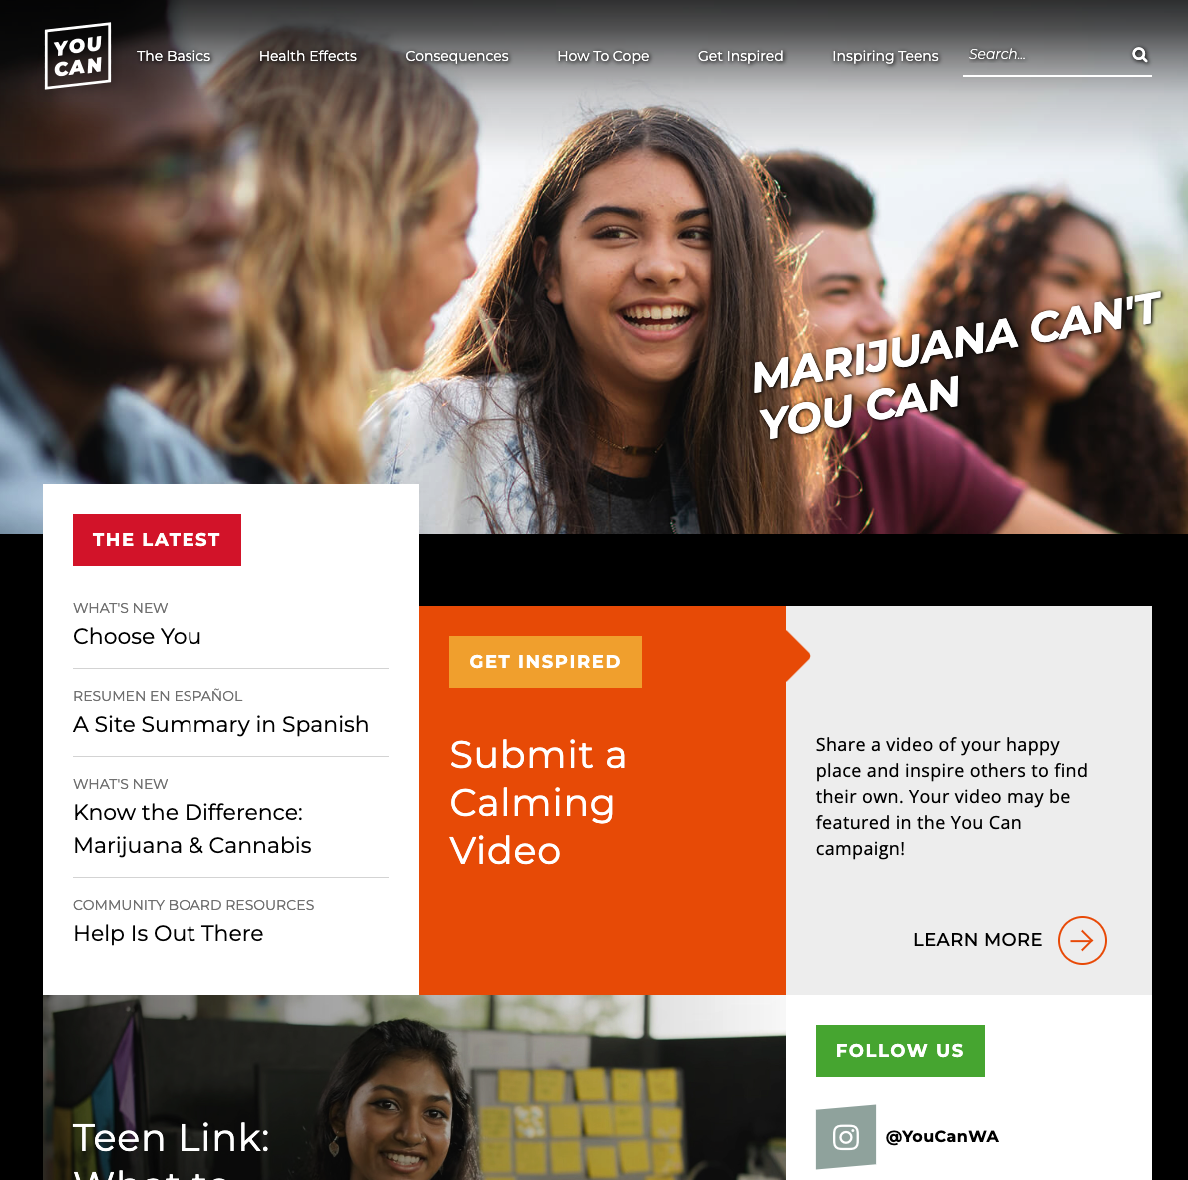 YOU
CAN
The Basics
Health Effects
Consequences
How To Cope
Get Inspired
Inspiring Teens
Search...
MARIJUANA CAN'T
YOU CAN
THE LATEST
WHAT'S NEW
Choose You
RESUMEN EN ESPAÑOL
A Site Summary in Spanish
WHAT'S NEW
Know the Difference:
Marijuana & Cannabis
COMMUNITY BOARD RESOURCES
Help Is Out There
GET INSPIRED
Submit a
Calming
Video
Share a video of your happy
place and inspire others to find
their own. Your video may be
featured in the You Can
campaign!
LEARN MORE
Teen Link:
What to
FOLLOW US
@YouCanWA